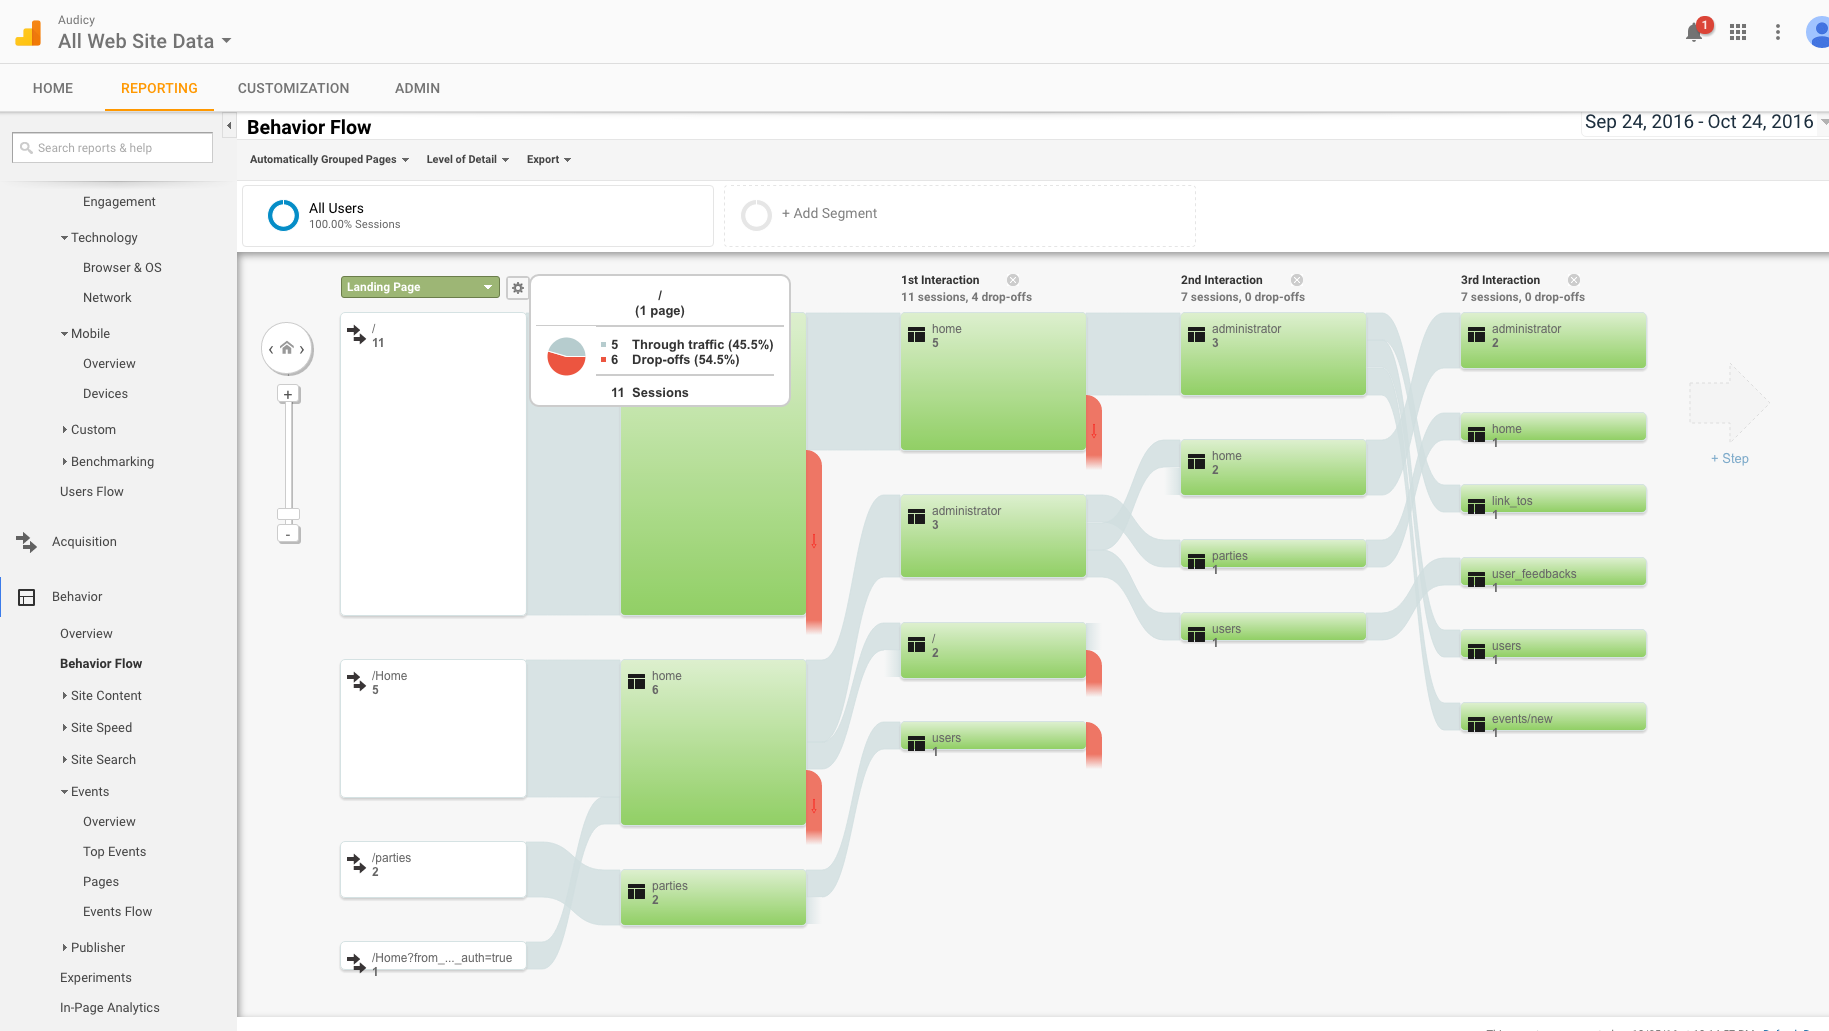 Audicy
All Web Site Data
1
HOME
REPORTING
CUSTOMIZATION
ADMIN
Search reports & help
Engagement
Technology
Browser & OS
Network
Mobile
Overview
Devices
Custom
Benchmarking
Users Flow
Acquisition
Behavior
Overview
Behavior Flow
Site Content
Site Speed
Site Search
Events
Overview
Top Events
Pages
Events Flow
Publisher
Experiments
In-Page Analytics
Behavior Flow
Sep 24, 2016 - Oct 24, 2016
Automatically Grouped Pages
Level of Detail
Export
All Users
100.00% Sessions
+ Add Segment
+
-
Landing Page
/
11
/Home
5
/parties
2
/Home?from_..._auth=true
1
/
(1 page)
5 Through traffic (45.5%)
6 Drop-offs (54.5%)
11 Sessions
home
6
parties
2
1st Interaction
11 sessions, 4 drop-offs
home
5
administrator
3
/
2
users
1
2nd Interaction
7 sessions, 0 drop-offs
administrator
3
home
2
parties
1
users
1
3rd Interaction
7 sessions, 0 drop-offs
administrator
2
home
1
link_tos
1
user_feedbacks
1
users
1
events/new
1
+ Step